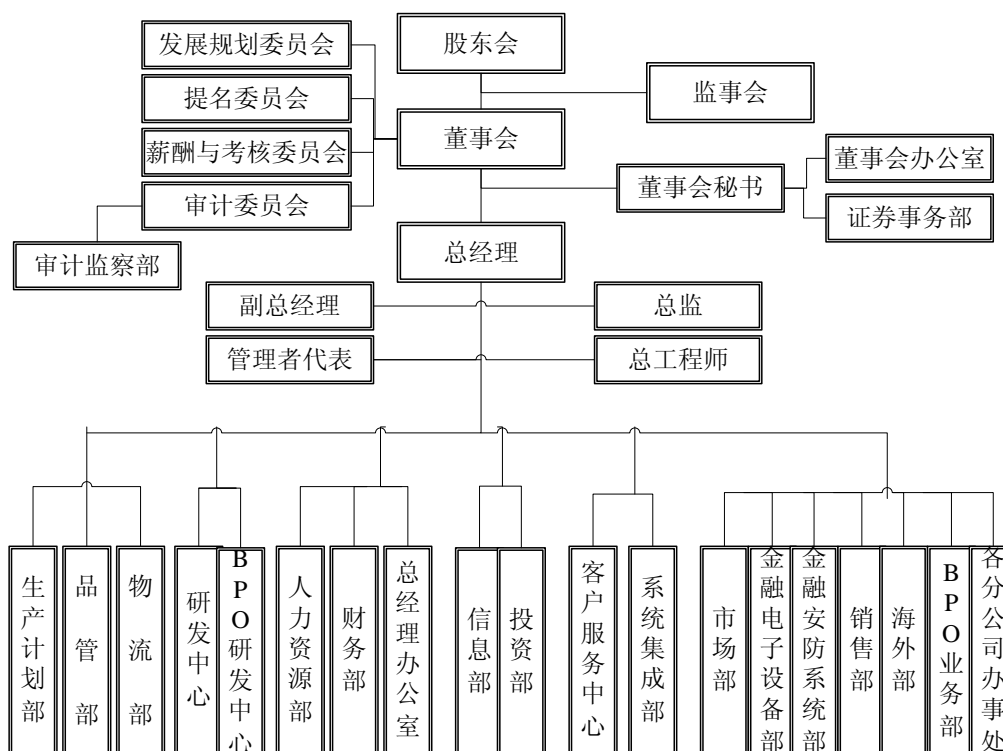 股东会
发展规划委员会
提名委员会
薪酬与考核委员会
审计委员会
审计监察部
监事会
董事会
董事会秘书
董事会办公室
证券事务部
总经理
副总经理
总监
管理者代表
总工程师
生产计划部
品管部
物流部
研发中心
BPO研发中心
人力资源部
财务部
总经理办公室
信息部
投资部
客户服务中心
系统集成部
市场部
金融电子设备部
金融安防系统部
销售部
海外部
BPO业务部
各分公司办事处